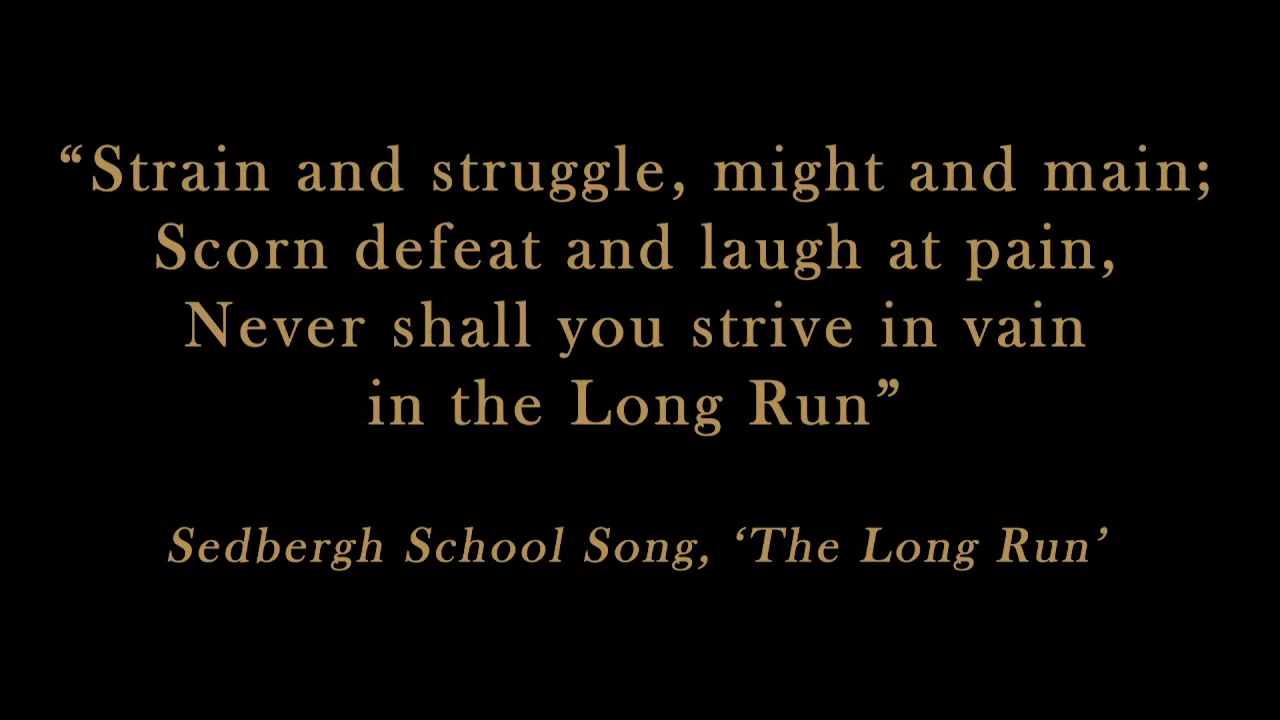 “Strain and struggle, might and main;
Scorn defeat and laugh at pain,
Never shall you strive in vain
in the Long Run”
Sedbergh School Song, ‘The Long Run’